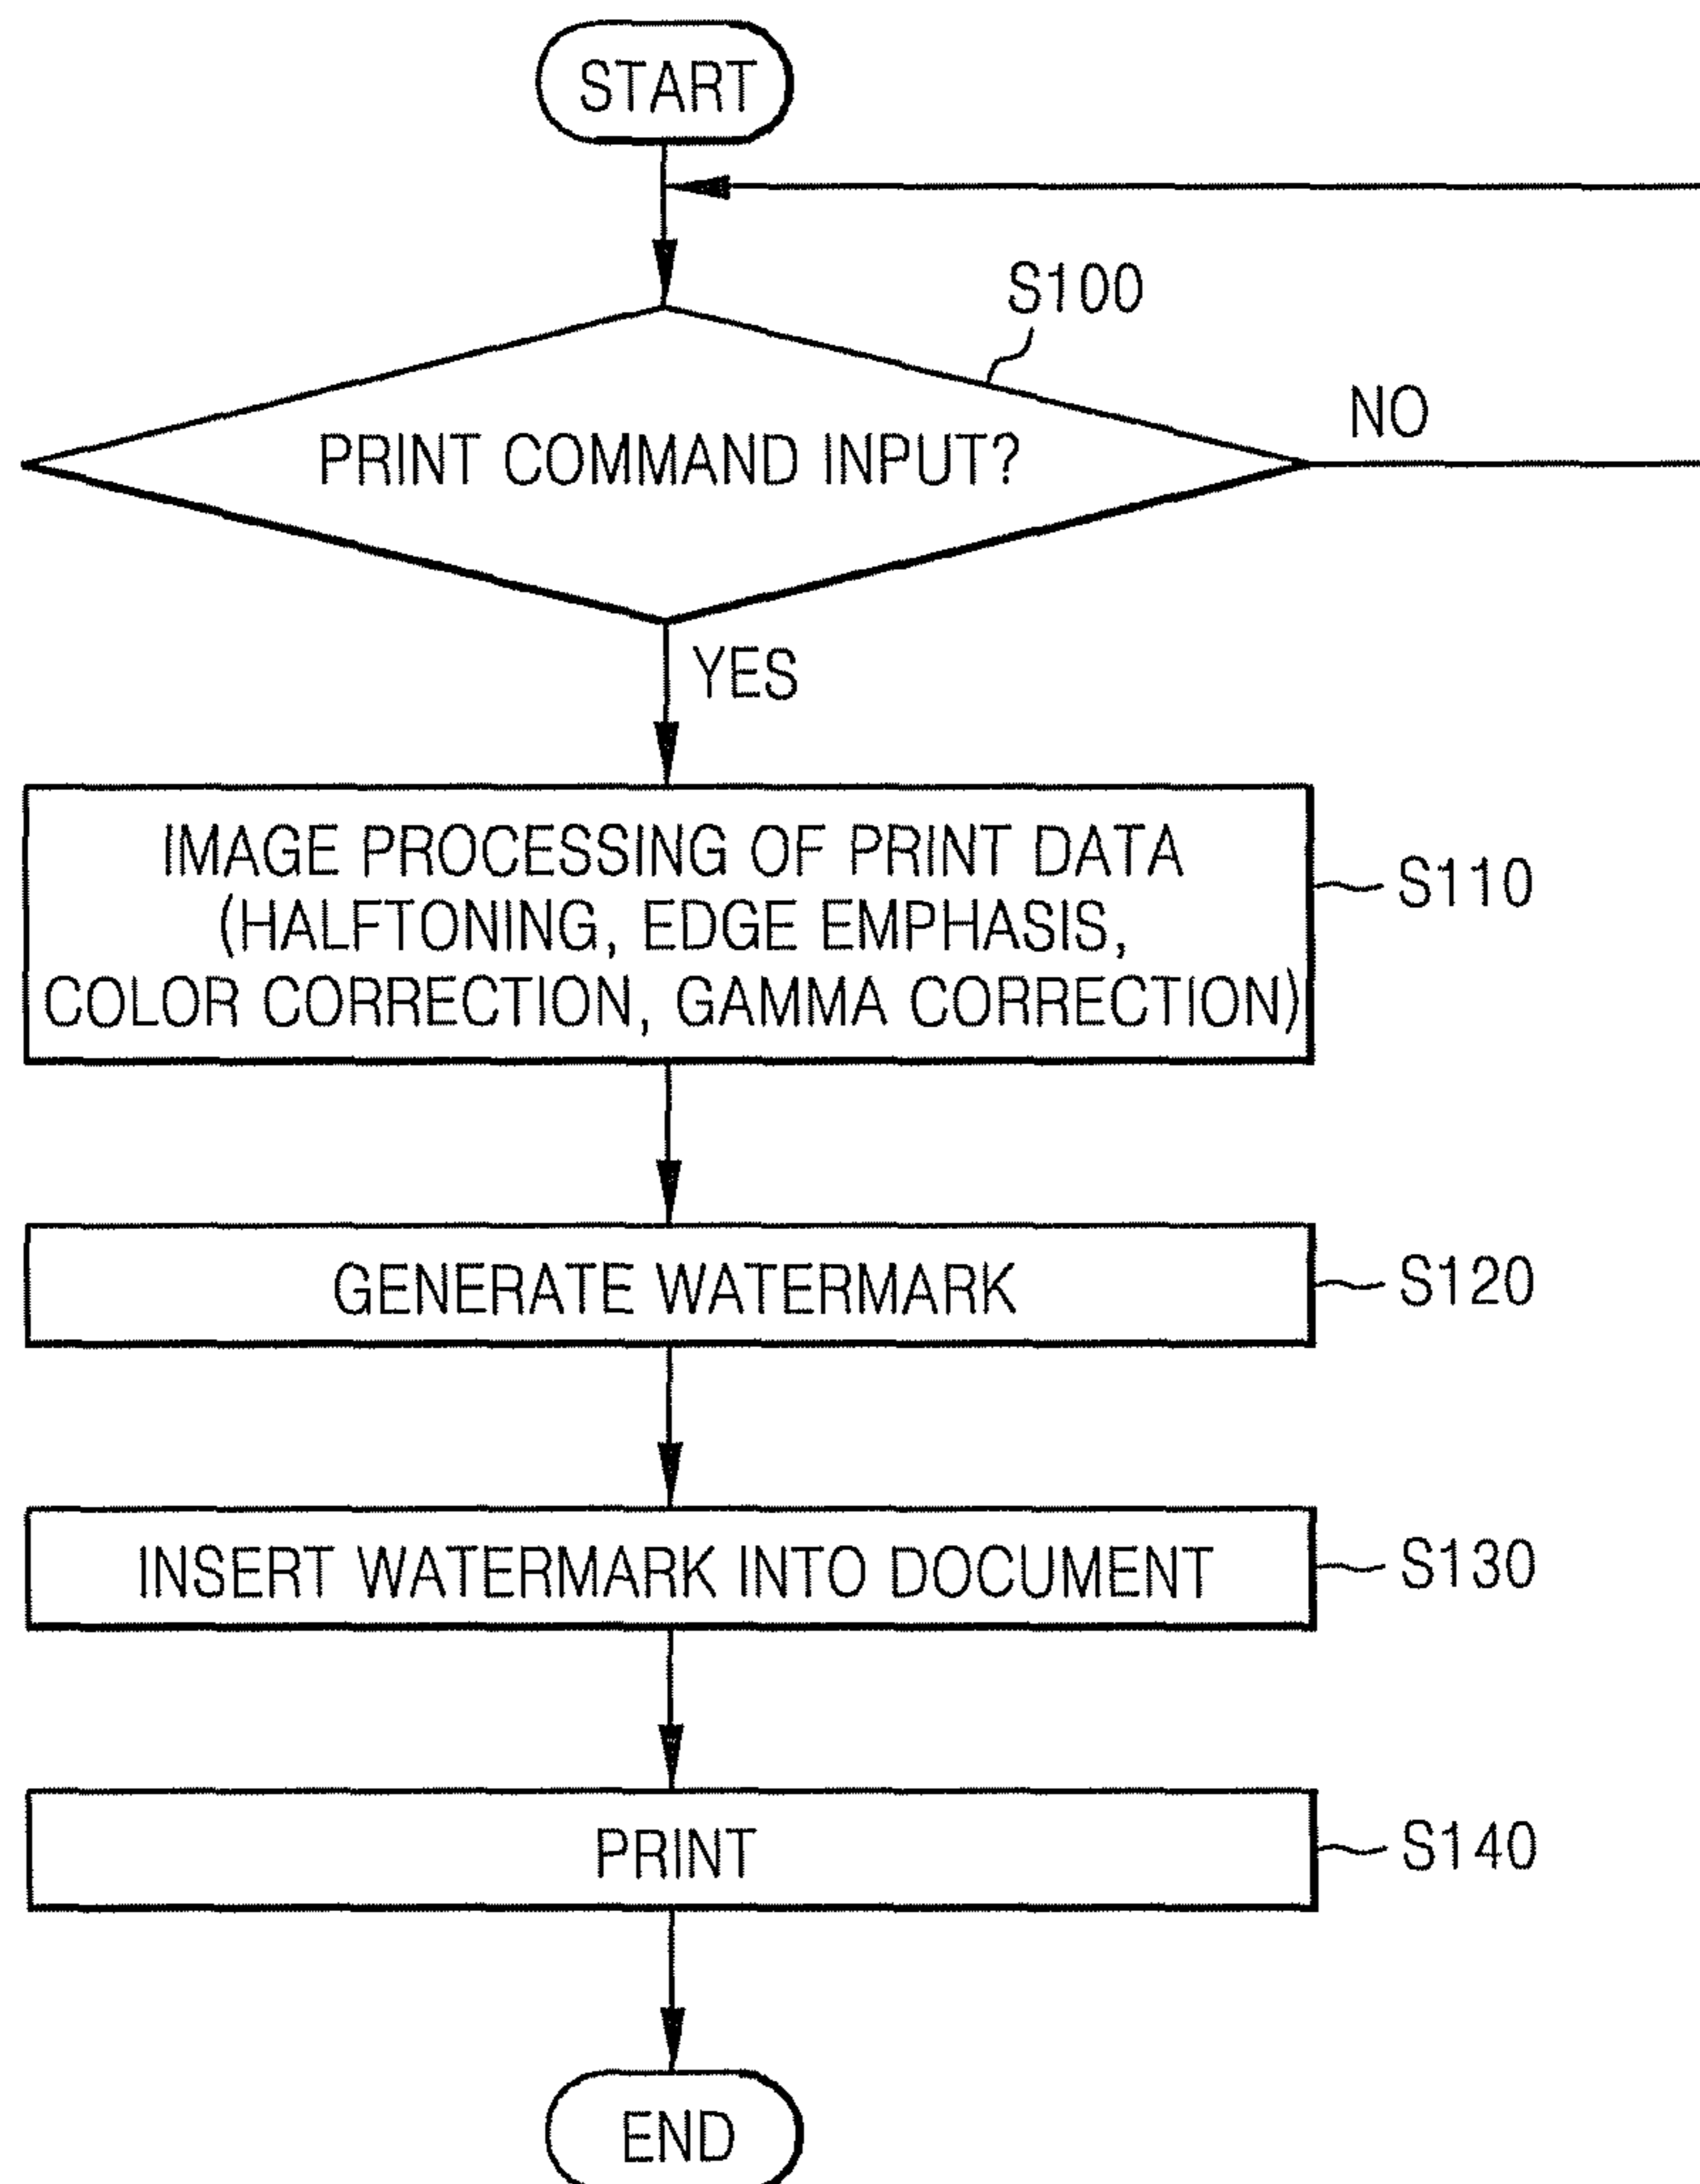 START
S100
PRINT COMMAND INPUT?
NO
YES
IMAGE PROCESSING OF PRINT DATA
(HALFTONING, EDGE EMPHASIS,
COLOR CORRECTION, GAMMA CORRECTION)
S110
GENERATE WATERMARK
S120
INSERT WATERMARK INTO DOCUMENT
S130
PRINT
S140
END